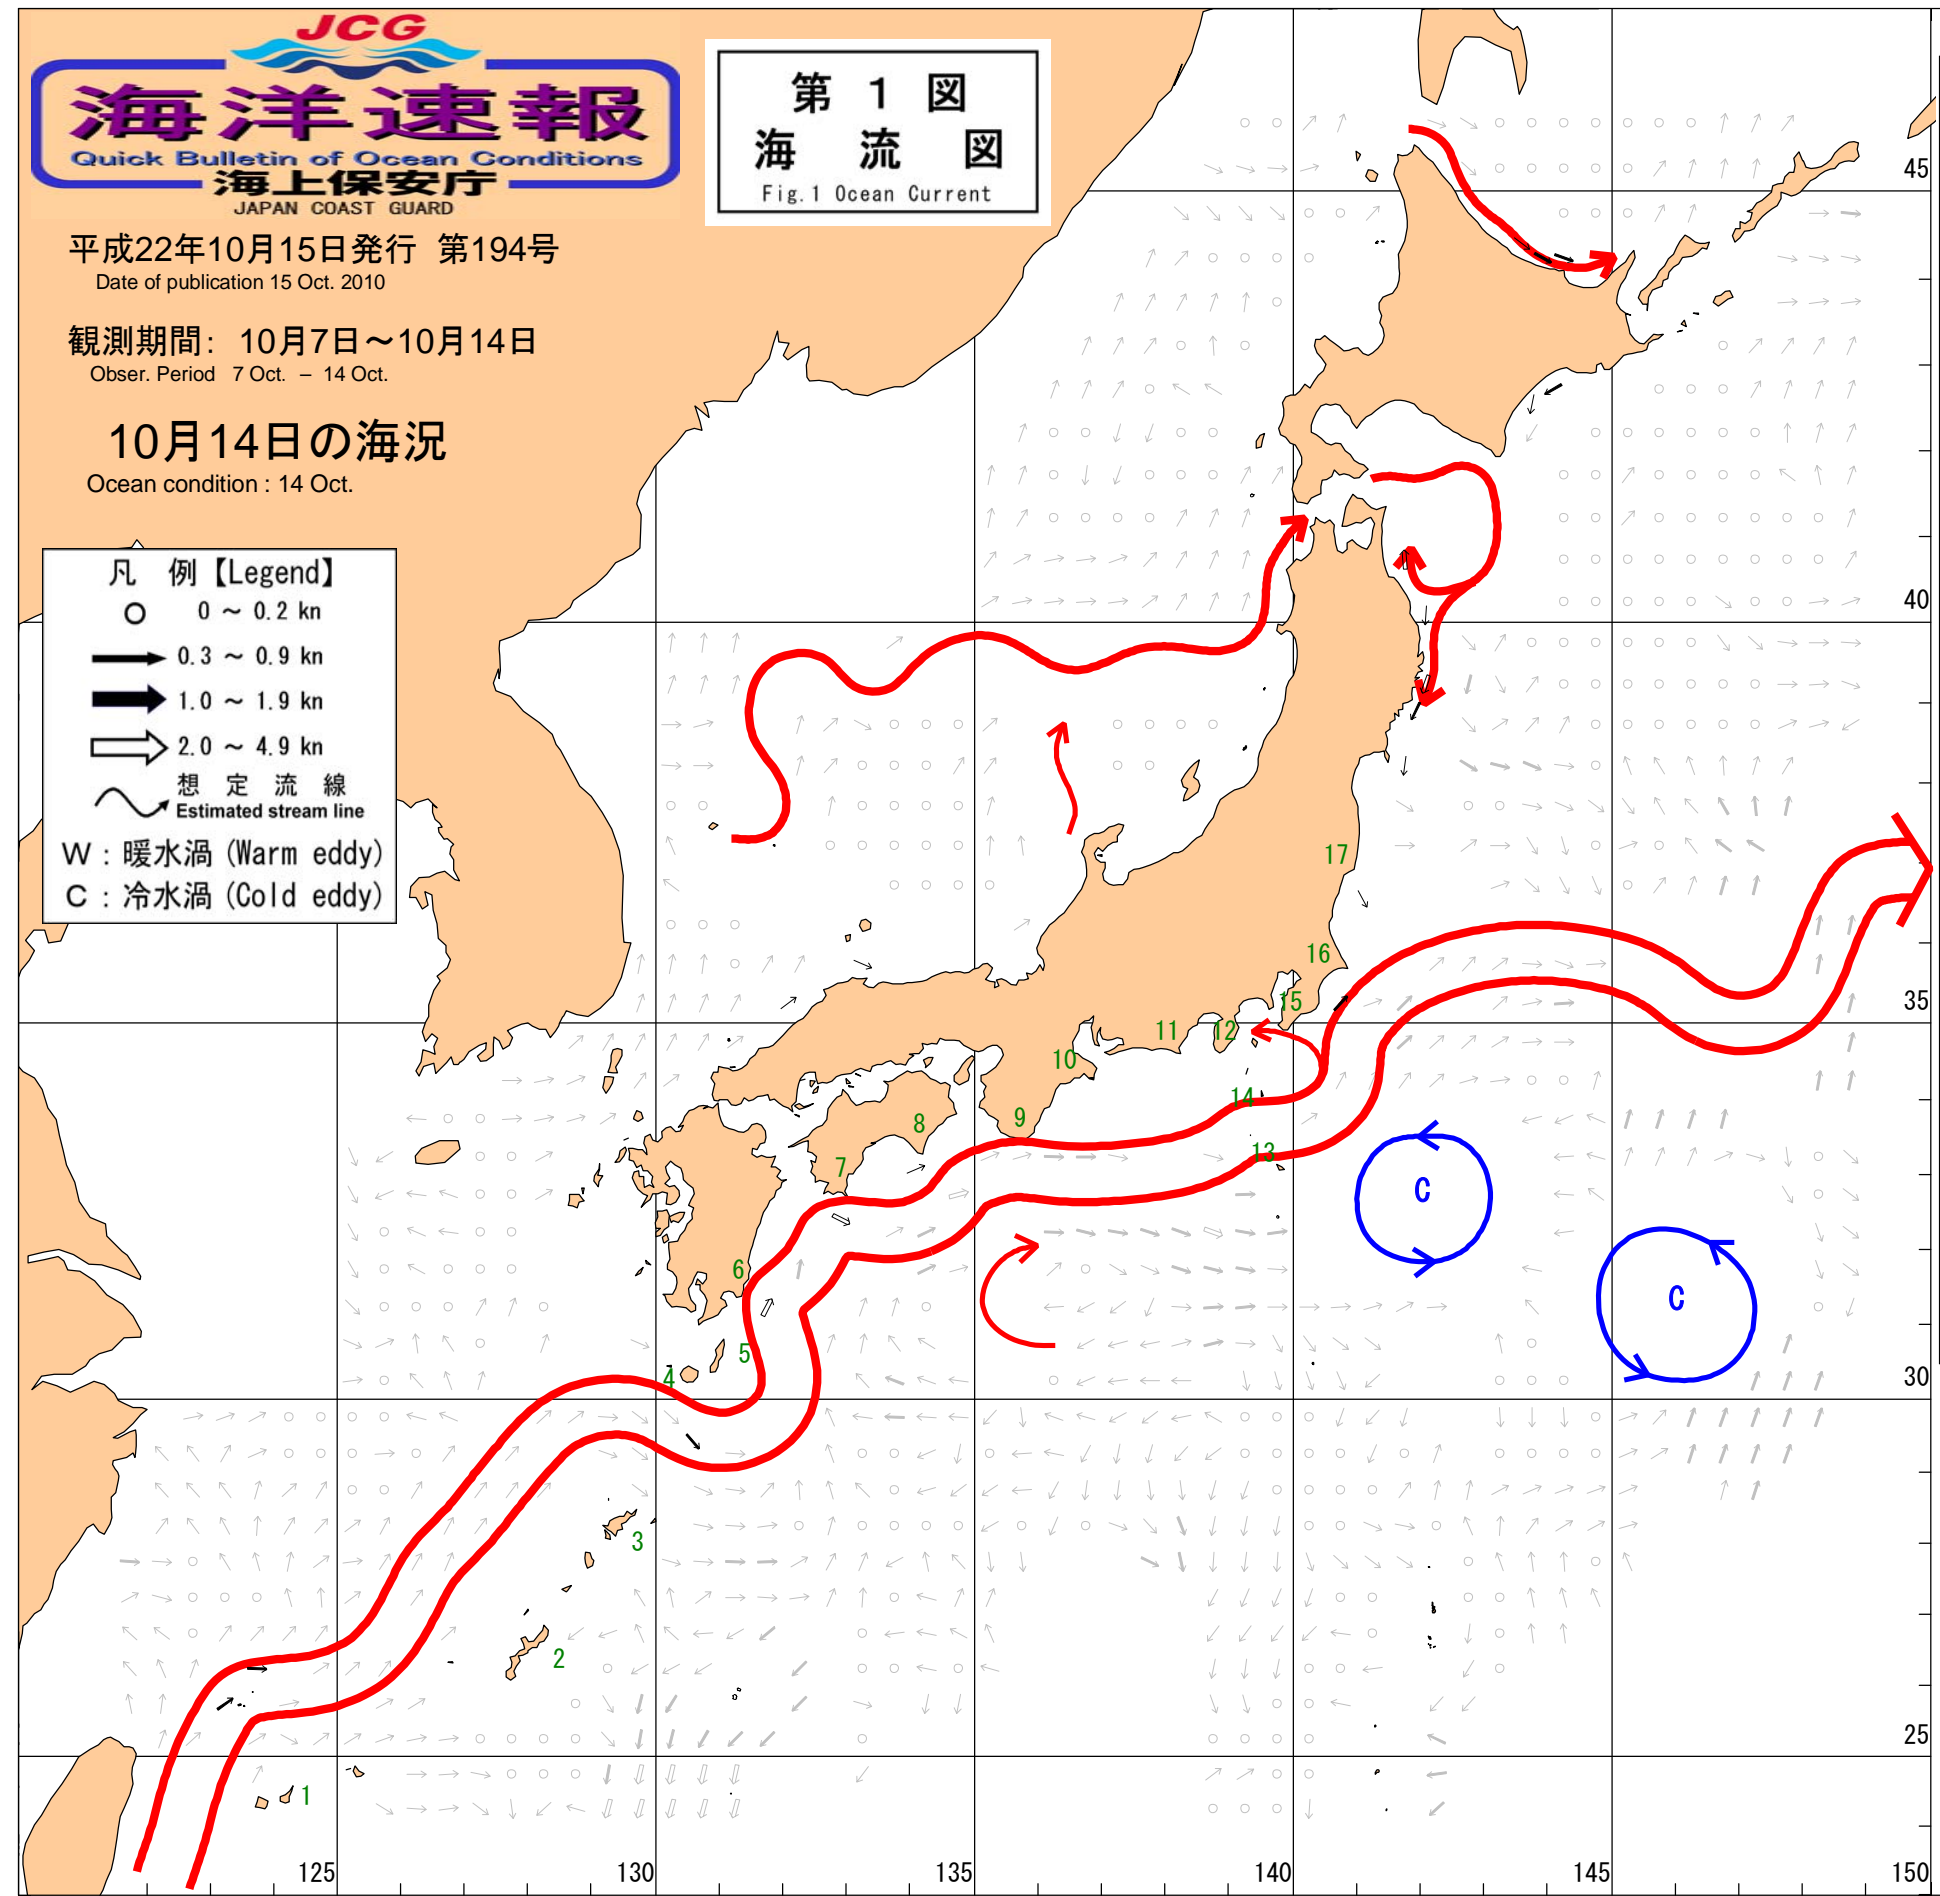 JCG
海洋速報
Quick Bulletin of Ocean Conditions
海上保安庁
JAPAN COAST GUARD
第 1 図
海 流 図
Fig.1 Ocean Current
平成22年10月15日発行 第194号
Date of publication 15 Oct. 2010
観測期間: 10月7日～10月14日
Obser. Period 7 Oct. – 14 Oct.
10月14日の海況
Ocean condition : 14 Oct.
凡 例【Legend】
0 ～ 0.2 kn
0.3 ～ 0.9 kn
1.0 ～ 1.9 kn
2.0 ～ 4.9 kn
想 定 流 線
Estimated stream line
W : 暖水渦 (Warm eddy)
C : 冷水渦 (Cold eddy)
45
40
17
16
15
35
11
12
10
14
9
8
13
7
C
6
C
5
4
30
3
2
25
1
125
130
135
140
145
150